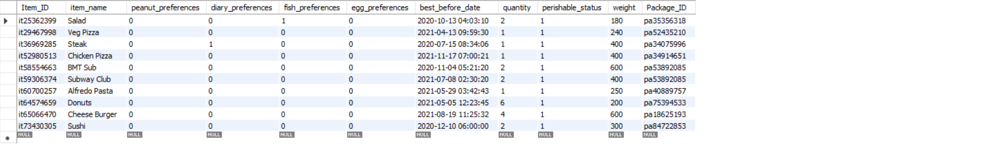 Item_ID item_name peanut_preferences diary_preferences fish_preferences egg_preferences best_before_date quantity perishable_status weight Package_ID
it25362399 Salad 0 0 1 0 2020-10-13 04:03:10 2 1 180 pa35356318
it29467998 Veg Pizza 0 0 0 0 2021-04-13 09:59:30 1 1 240 pa52435210
it36969285 Steak 0 1 0 0 2020-07-15 08:34:06 1 1 400 pa34075996
it52980513 Chicken Pizza 0 0 0 0 2021-11-17 07:00:21 1 1 400 pa34914651
it58554663 BMT Sub 0 0 0 0 2020-11-04 05:21:20 2 1 600 pa53892085
it59306374 Subway Club 0 0 0 0 2021-07-08 02:30:20 2 1 400 pa53892085
it60700257 Alfredo Pasta 0 0 0 0 2021-05-29 03:42:43 1 1 250 pa40889757
it64574659 Donuts 0 0 0 0 2021-05-05 12:23:45 6 1 200 pa75394533
it65066470 Cheese Burger 0 0 0 0 2021-08-19 11:25:32 4 1 600 pa18625193
it73430305 Sushi 0 0 0 0 2020-12-10 06:00:00 2 1 300 pa84722853
NULL NULL NULL NULL NULL NULL NULL NULL NULL NULL NULL